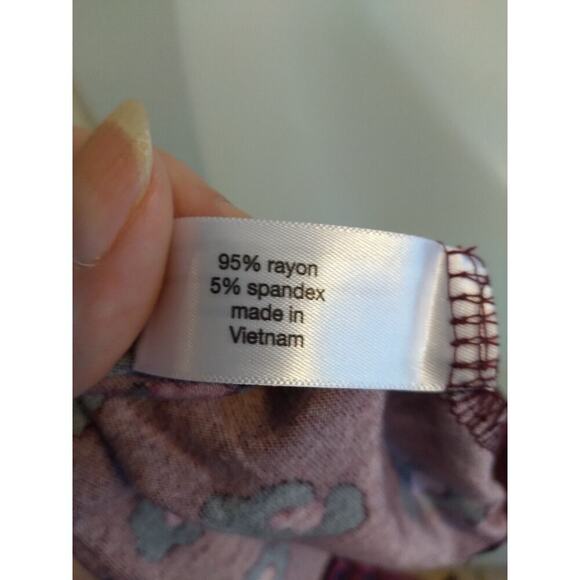 95% rayon
5% spandex
made in
Vietnam